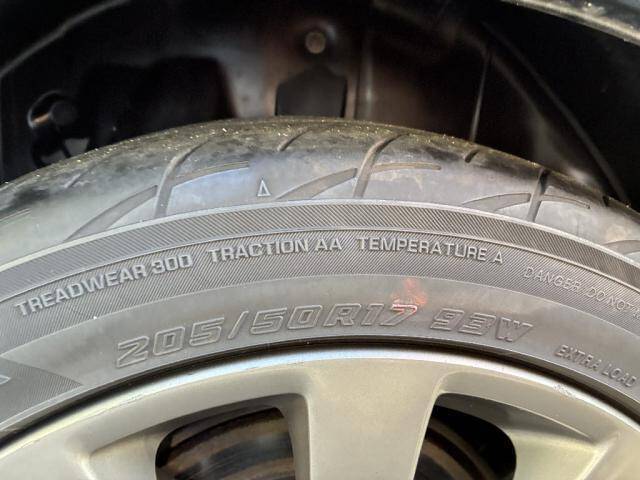 TREADWEAR 300 TRACTION AA TEMPERATURE A
DANGER: DO NOT
205/50R17 93W
EXTRA LOAD